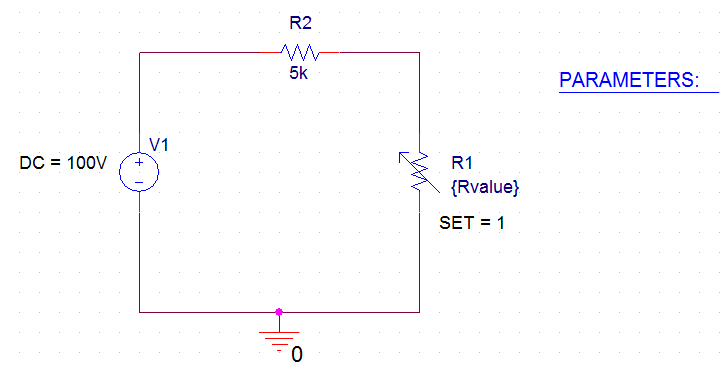 R2
5k
PARAMETERS:
V1
DC = 100V
+
−
R1
{Rvalue}
SET = 1
0